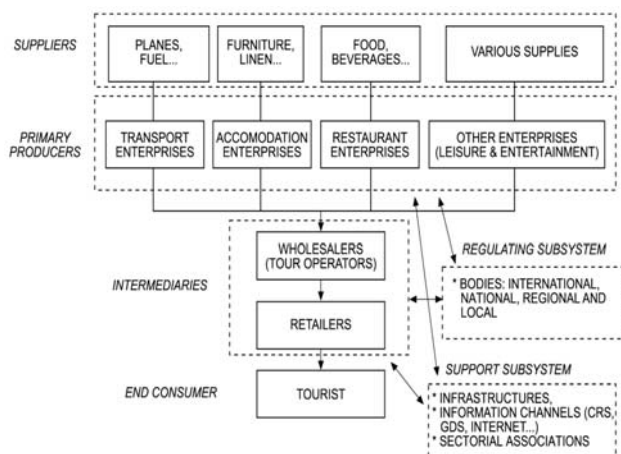 SUPPLIERS
PLANES,
FUEL...
FURNITURE,
LINEN...
FOOD,
BEVERAGES...
VARIOUS SUPPLIES
PRIMARY
PRODUCERS
TRANSPORT
ENTERPRISES
ACCOMODATION
ENTERPRISES
RESTAURANT
ENTERPRISES
OTHER ENTERPRISES
(LEISURE & ENTERTAINMENT)
INTERMEDIARIES
WHOLESALERS
(TOUR OPERATORS)
RETAILERS
REGULATING SUBSYSTEM
* BODIES: INTERNATIONAL,
NATIONAL, REGIONAL AND
LOCAL
END CONSUMER
TOURIST
SUPPORT SUBSYSTEM
* INFRASTRUCTURES,
* INFORMATION CHANNELS (CRS,
GDS, INTERNET...)
* SECTORIAL ASSOCIATIONS